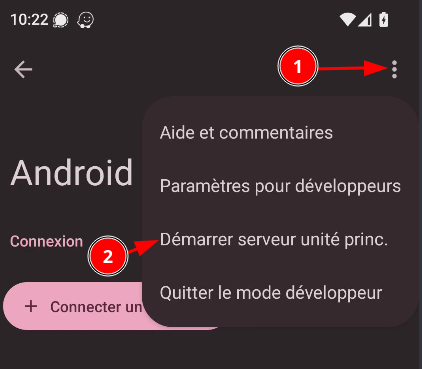 10:22
1
Aide et commentaires
Android
Paramètres pour développeurs
Connexion
2
Démarrer serveur unité princ.
+ Connecter un
Quitter le mode développeur